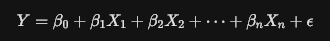 Y = β₀ + β₁X₁ + β₂X₂ + ⋯ + βₙXₙ + ϵ